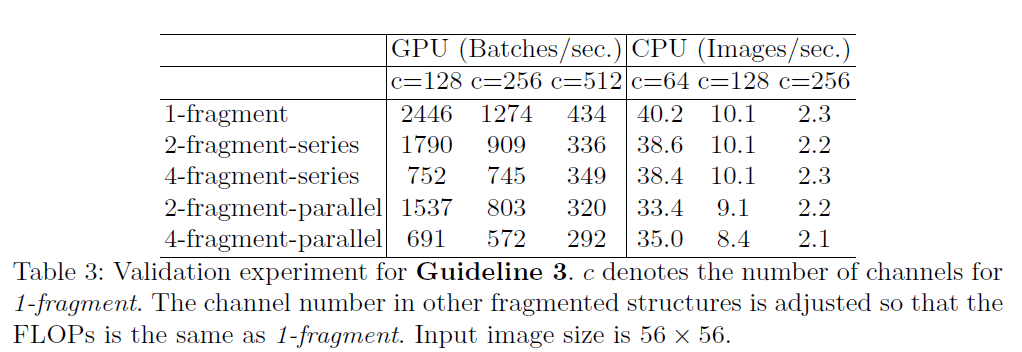 GPU (Batches/sec.) CPU (Images/sec.)
c=128 c=256 c=512 c=64 c=128 c=256
1-fragment 2446 1274 434 40.2 10.1 2.3
2-fragment-series 1790 909 336 38.6 10.1 2.2
4-fragment-series 752 745 349 38.4 10.1 2.3
2-fragment-parallel 1537 803 320 33.4 9.1 2.2
4-fragment-parallel 691 572 292 35.0 8.4 2.1
Table 3: Validation experiment for Guideline 3. c denotes the number of channels for
1-fragment. The channel number in other fragmented structures is adjusted so that the
FLOPs is the same as 1-fragment. Input image size is 56 × 56.